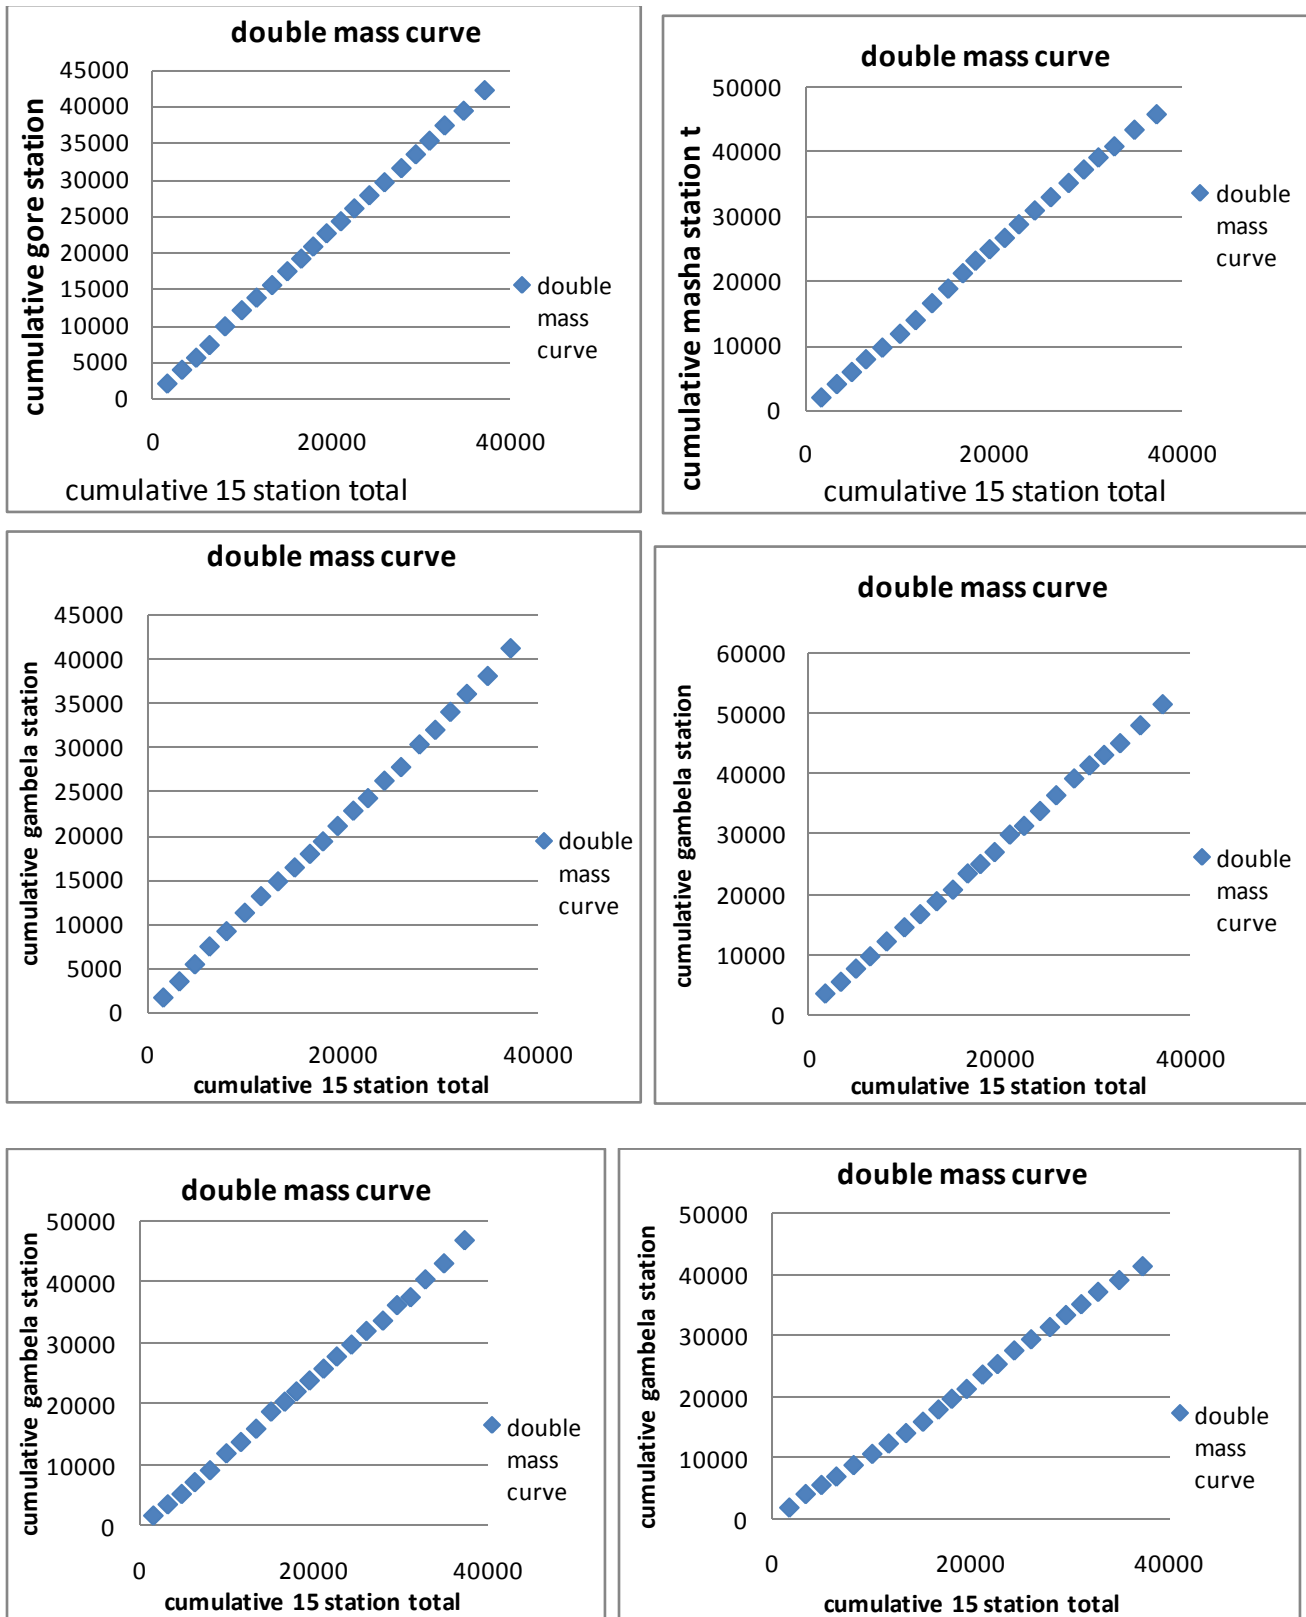 double mass curve
cumulative gore station
45000
40000
35000
30000
25000
20000
15000
10000
5000
0
0 20000 40000
cumulative 15 station total
double
mass
curve
double mass curve
cumulative masha station t
50000
40000
30000
20000
10000
0
0 20000 40000
cumulative 15 station total
double
mass
curve
double mass curve
cumulative gambela station
45000
40000
35000
30000
25000
20000
15000
10000
5000
0
0 20000 40000
cumulative 15 station total
double
mass
curve
double mass curve
cumulative gambela station
60000
50000
40000
30000
20000
10000
0
0 20000 40000
cumulative 15 station total
double
mass
curve
double mass curve
cumulative gambela station
50000
40000
30000
20000
10000
0
0 20000 40000
cumulative 15 station total
double
mass
curve
double mass curve
cumulative gambela station
50000
40000
30000
20000
10000
0
0 20000 40000
cumulative 15 station total
double
mass
curve